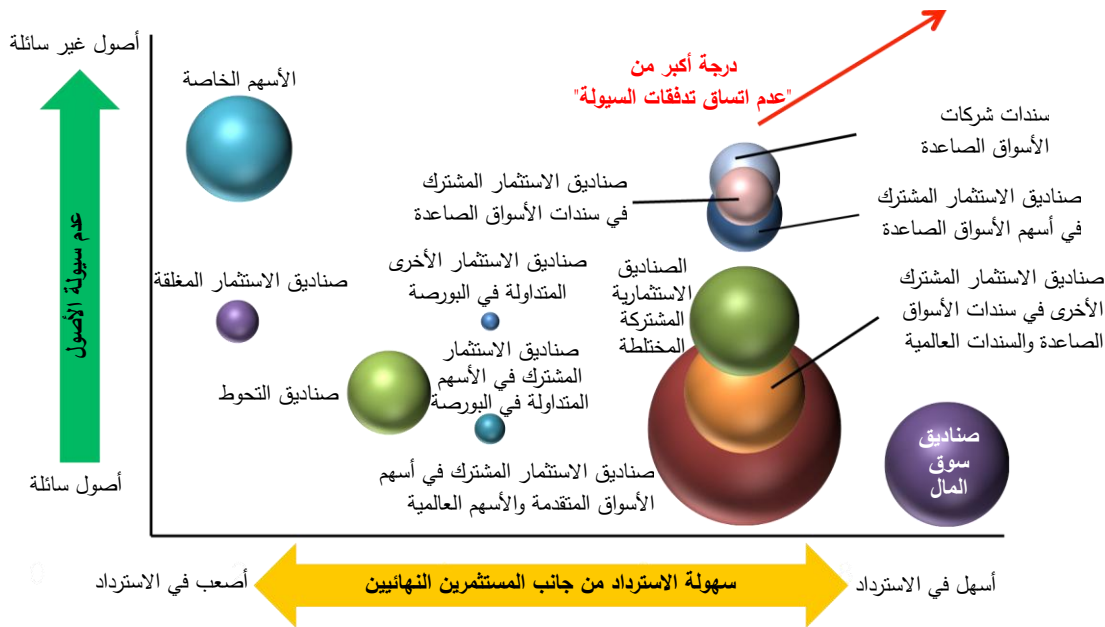 أصول غير سائلة
عدم سيولة الأصول
أصول سائلة
درجة أكبر من
"عدم اتساق تدفقات السيولة"
الأسهم الخاصة
سندات شركات
الأسواق الصاعدة
صناديق الاستثمار المشترك
في سندات الأسواق الصاعدة
صناديق الاستثمار المشترك
في أسهم الأسواق الصاعدة
صناديق الاستثمار المشترك
الأخرى في سندات الأسواق
الصاعدة والسندات العالمية
الصناديق
الاستثمارية
المشتركة
المختلطة
صناديق الاستثمار الأخرى
المتداولة في البورصة
صناديق الاستثمار المغلقة
صناديق الاستثمار
المشترك في الأسهم
المتداولة في البورصة
صناديق التحوط
صناديق
سوق
المال
صناديق الاستثمار المشترك في أسهم
الأسواق المتقدمة والأسهم العالمية
أسهل في الاسترداد
سهولة الاسترداد من جانب المستثمرين النهائيين
أصعب في الاسترداد